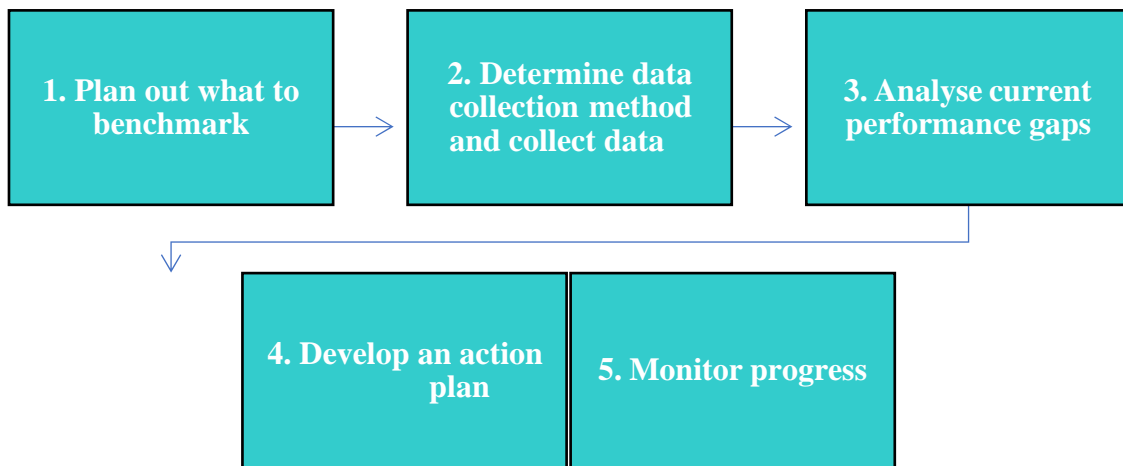 1. Plan out what to
benchmark
2. Determine data
collection method
and collect data
3. Analyse current
performance gaps
4. Develop an action
plan
5. Monitor progress